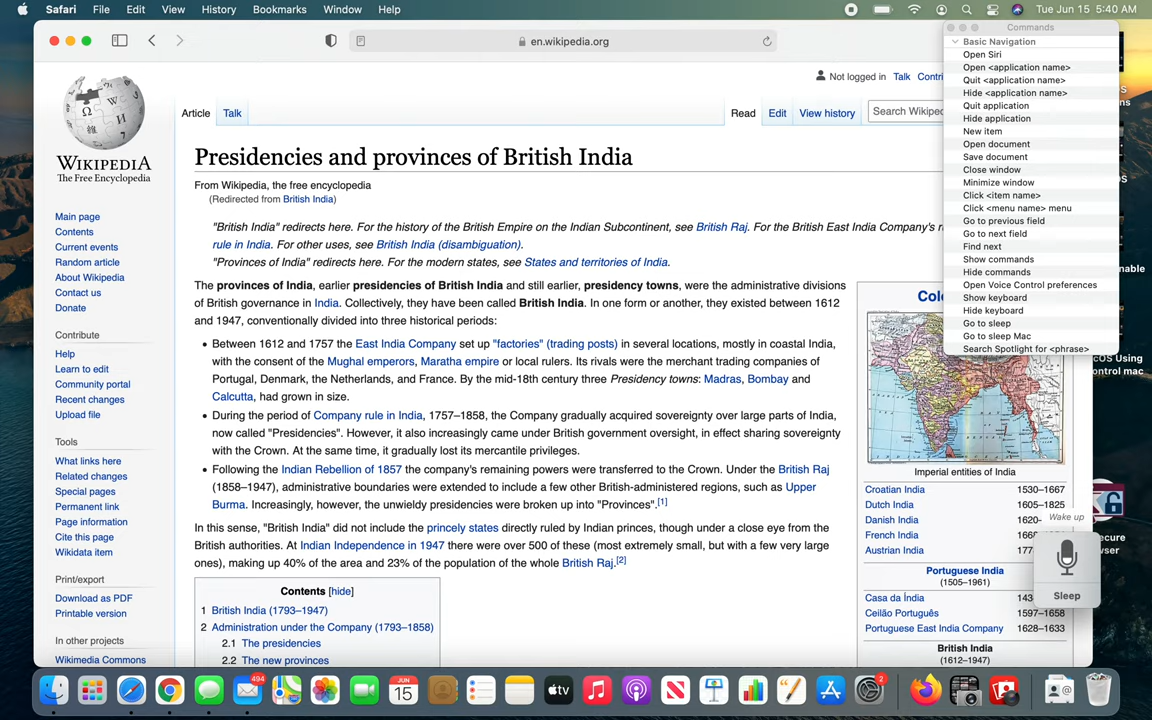 Safari File Edit View History Bookmarks Window Help
Tue Jun 15 5:40 AM
en.wikipedia.org
Not logged in Talk Contri
Article Talk
Read Edit View history Search Wikipe
WIKIPEDIA
The Free Encyclopedia
Main page
Contents
Current events
Random article
About Wikipedia
Contact us
Donate
Contribute
Help
Learn to edit
Community portal
Recent changes
Upload file
Tools
What links here
Related changes
Special pages
Permanent link
Page information
Cite this page
Wikidata item
Print/export
Download as PDF
Printable version
In other projects
Wikimedia Commons
Presidencies and provinces of British India
From Wikipedia, the free encyclopedia
(Redirected from British India)
"British India" redirects here. For the history of the British Empire on the Indian Subcontinent, see British Raj. For the British East India Company's r
rule in India. For other uses, see British India (disambiguation).
"Provinces of India" redirects here. For the modern states, see States and territories of India.
The provinces of India, earlier presidencies of British India and still earlier, presidency towns, were the administrative divisions
of British governance in India. Collectively, they have been called British India. In one form or another, they existed between 1612
and 1947, conventionally divided into three historical periods:
• Between 1612 and 1757 the East India Company set up "factories" (trading posts) in several locations, mostly in coastal India,
with the consent of the Mughal emperors, Maratha empire or local rulers. Its rivals were the merchant trading companies of
Portugal, Denmark, the Netherlands, and France. By the mid-18th century three Presidency towns: Madras, Bombay and
Calcutta, had grown in size.
• During the period of Company rule in India, 1757–1858, the Company gradually acquired sovereignty over large parts of India,
now called "Presidencies". However, it also increasingly came under British government oversight, in effect sharing sovereignty
with the Crown. At the same time, it gradually lost its mercantile privileges.
• Following the Indian Rebellion of 1857 the company's remaining powers were transferred to the Crown. Under the British Raj
(1858–1947), administrative boundaries were extended to include a few other British-administered regions, such as Upper
Burma. Increasingly, however, the unwieldy presidencies were broken up into "Provinces".[1]
In this sense, "British India" did not include the princely states directly ruled by Indian princes, though under a close eye from the
British authorities. At Indian Independence in 1947 there were over 500 of these (most extremely small, but with a few very large
ones), making up 40% of the area and 23% of the population of the whole British Raj.[2]
Contents [hide]
1 British India (1793–1947)
2 Administration under the Company (1793–1858)
2.1 The presidencies
2.2 The new provinces
Colo
Imperial entities of India
Croatian India 1530–1667
Dutch India 1605–1825
Danish India 1620–
French India 166
Austrian India 177
Portuguese India
(1505–1961)
Casa da Índia 143
Ceilão Português 1597–1658
Portuguese East India Company 1628–1633
British India
(1612–1947)
Commands
Basic Navigation
Open Siri
Open <application name>
Quit <application name>
Hide <application name>
Quit application
Hide application
New item
Open document
Save document
Close window
Minimize window
Click <item name>
Click <menu name> menu
Go to previous field
Go to next field
Find next
Show commands
Hide commands
Open Voice Control preferences
Show keyboard
Hide keyboard
Go to sleep
Go to sleep Mac
Search Spotlight for <phrase>
nable
cOS Using
ontrol mac
Wake up
ecure
wser
Sleep
494
JUN
15
tv
2